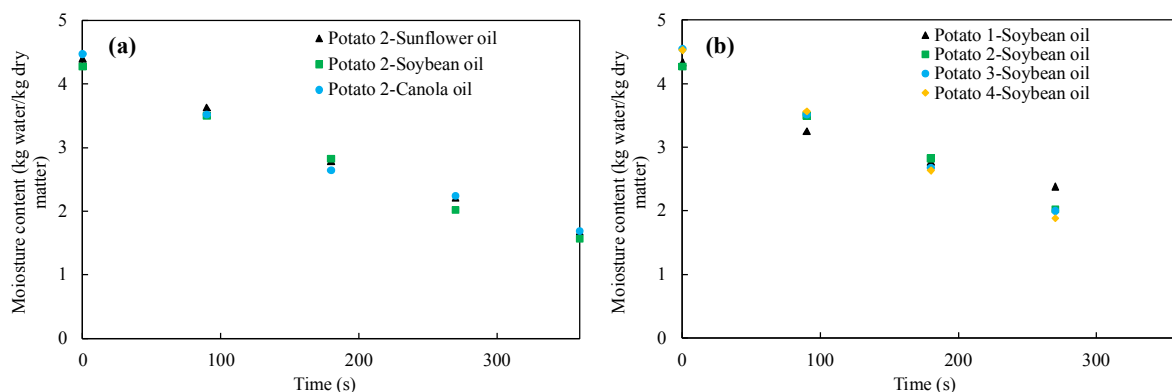 (a)
Potato 2-Sunflower oil
Potato 2-Soybean oil
Potato 2-Canola oil
Moiosture content (kg water/kg dry
matter)
5
4
3
2
1
0
0
100
200
300
Time (s)
(b)
Potato 1-Soybean oil
Potato 2-Soybean oil
Potato 3-Soybean oil
Potato 4-Soybean oil
Moiosture content (kg water/kg dry
matter)
5
4
3
2
1
0
0
100
200
300
Time (s)